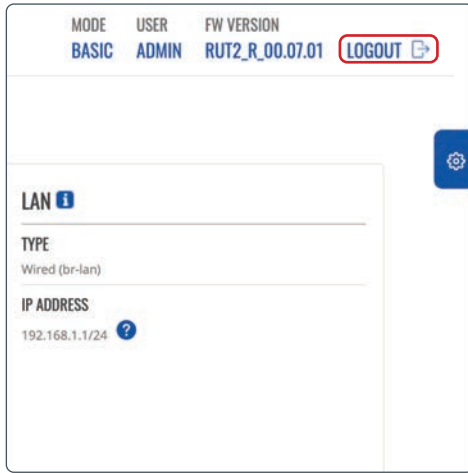 MODE USER FW VERSION
BASIC ADMIN RUT2_R_00.07.01 LOGOUT
LAN i
TYPE
Wired (br-lan)
IP ADDRESS
192.168.1.1/24 ?